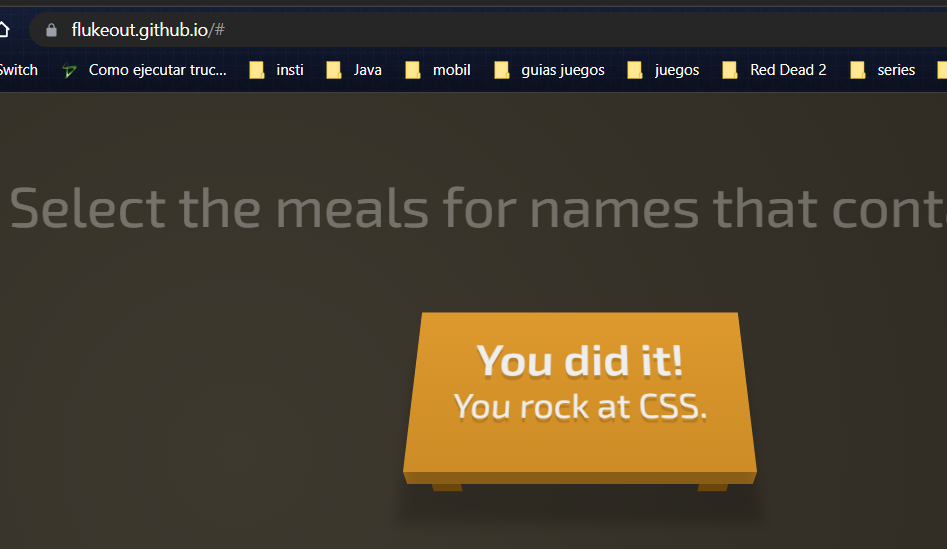 flukeout.github.io/#
Switch Como ejecutar truc... insti Java mobil guias juegos juegos Red Dead 2 series
Select the meals for names that cont
You did it!
You rock at CSS.